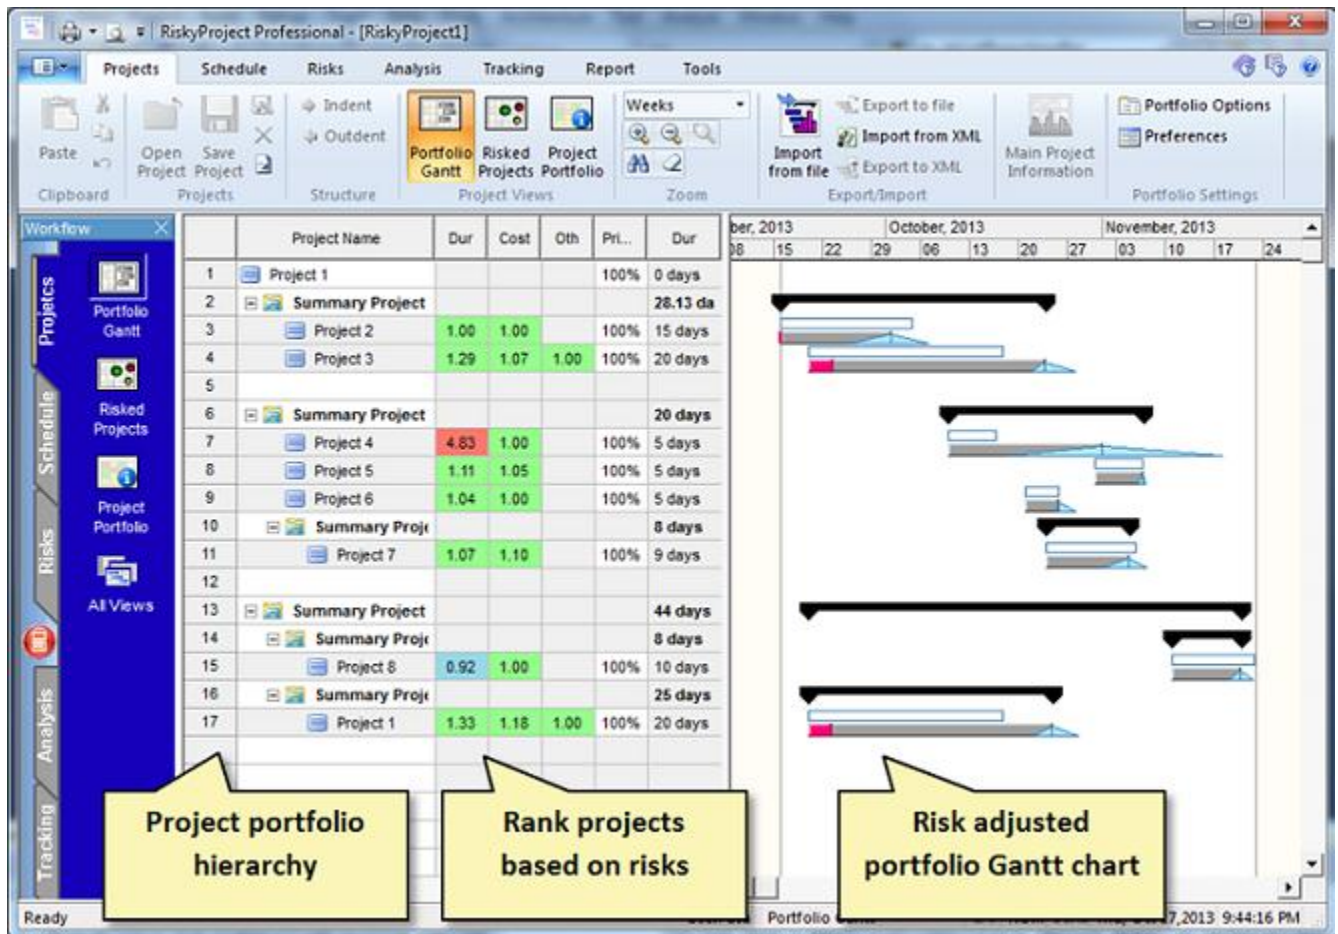 RiskyProject Professional - [RiskyProject1]
Projects Schedule Risks Analysis Tracking Report Tools
Paste
Open Project
Save Project
Indent
Outdent
Portfolio Gantt
Risked Projects
Project Portfolio
Weeks
Import from file
Export to file
Import from XML
Export to XML
Main Project Information
Portfolio Options
Preferences
Clipboard Projects Structure Project Views Zoom Export/Import Portfolio Settings
Workflow
Projetcs
Schedule
Risks
Analysis
Tracking
Portfolio Gantt
Risked Projects
Project Portfolio
All Views
Project Name Dur Cost Oth Pri... Dur
ber, 2013 October, 2013 November, 2013
08 15 22 29 06 13 20 27 03 10 17 24
1 Project 1 100% 0 days
2 Summary Project 28.13 da
3 Project 2 1.00 1.00 100% 15 days
4 Project 3 1.29 1.07 1.00 100% 20 days
5
6 Summary Project 20 days
7 Project 4 4.83 1.00 100% 5 days
8 Project 5 1.11 1.05 100% 5 days
9 Project 6 1.04 1.00 100% 5 days
10 Summary Proje 8 days
11 Project 7 1.07 1.10 100% 9 days
12
13 Summary Project 44 days
14 Summary Proje 8 days
15 Project 8 0.92 1.00 100% 10 days
16 Summary Proje 25 days
17 Project 1 1.33 1.18 1.00 100% 20 days
Project portfolio
hierarchy
Rank projects
based on risks
Risk adjusted
portfolio Gantt chart
Ready Portfolio 7,2013 9:44:16 PM